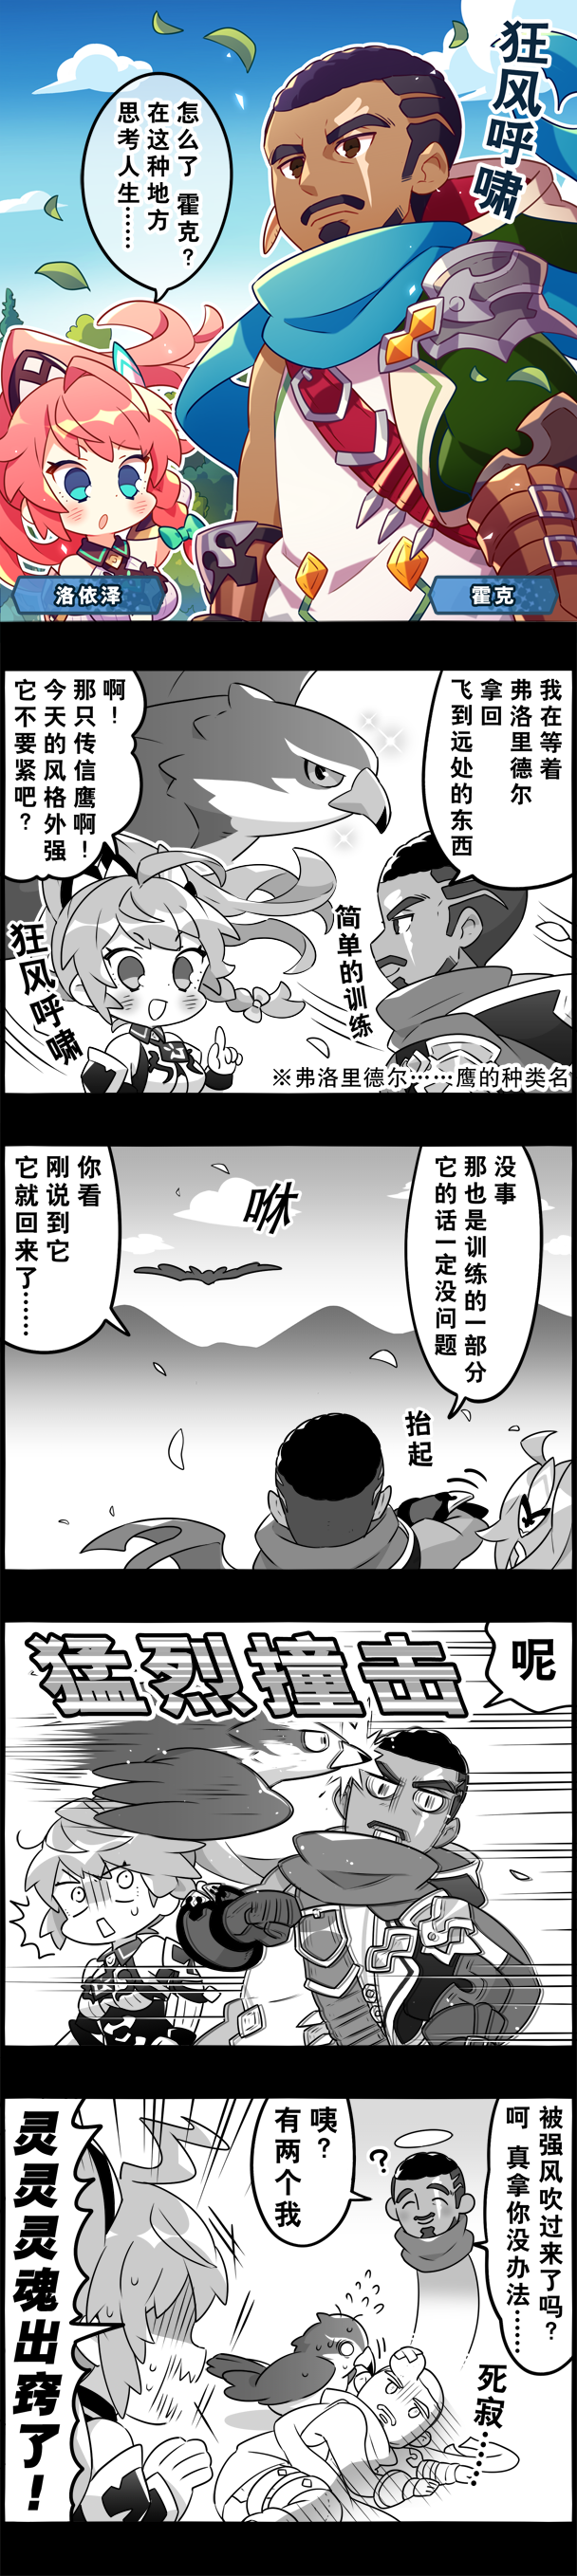 狂风呼啸
怎么了 霍克？
在这种地方
思考人生……
洛依泽
霍克
我在等着
弗洛里德尔
拿回
飞到远处的东西
啊！
那只传信鹰啊！
今天的风格外强
它不要紧吧？
简单的训练
狂风呼啸
※弗洛里德尔……鹰的种类名
没事
那也是训练的一部分
它的话一定没问题
咻
你看
刚说到它
它就回来了……
抬起
呢
猛烈撞击
被强风吹过来了吗？
呵 真拿你没办法……
？
咦？
有两个我
死寂……
灵灵灵魂出窍了！